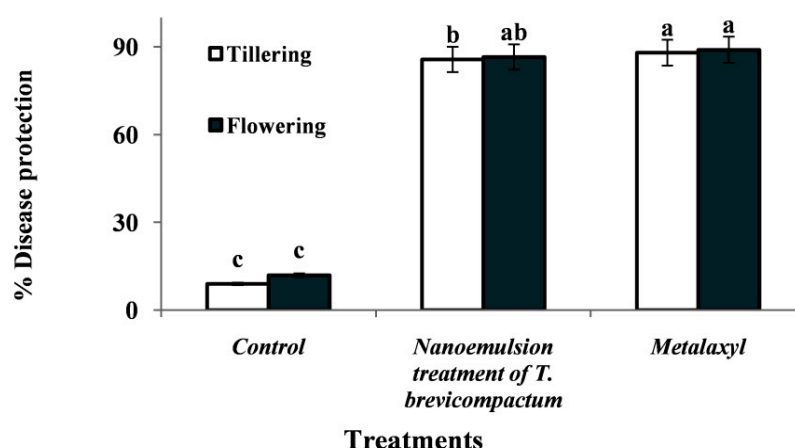 % Disease protection
90
60
30
0
Tillering
Flowering
c
c
b
ab
a
a
Control
Nanoemulsion
treatment of T.
brevicompactum
Metalaxyl
Treatments